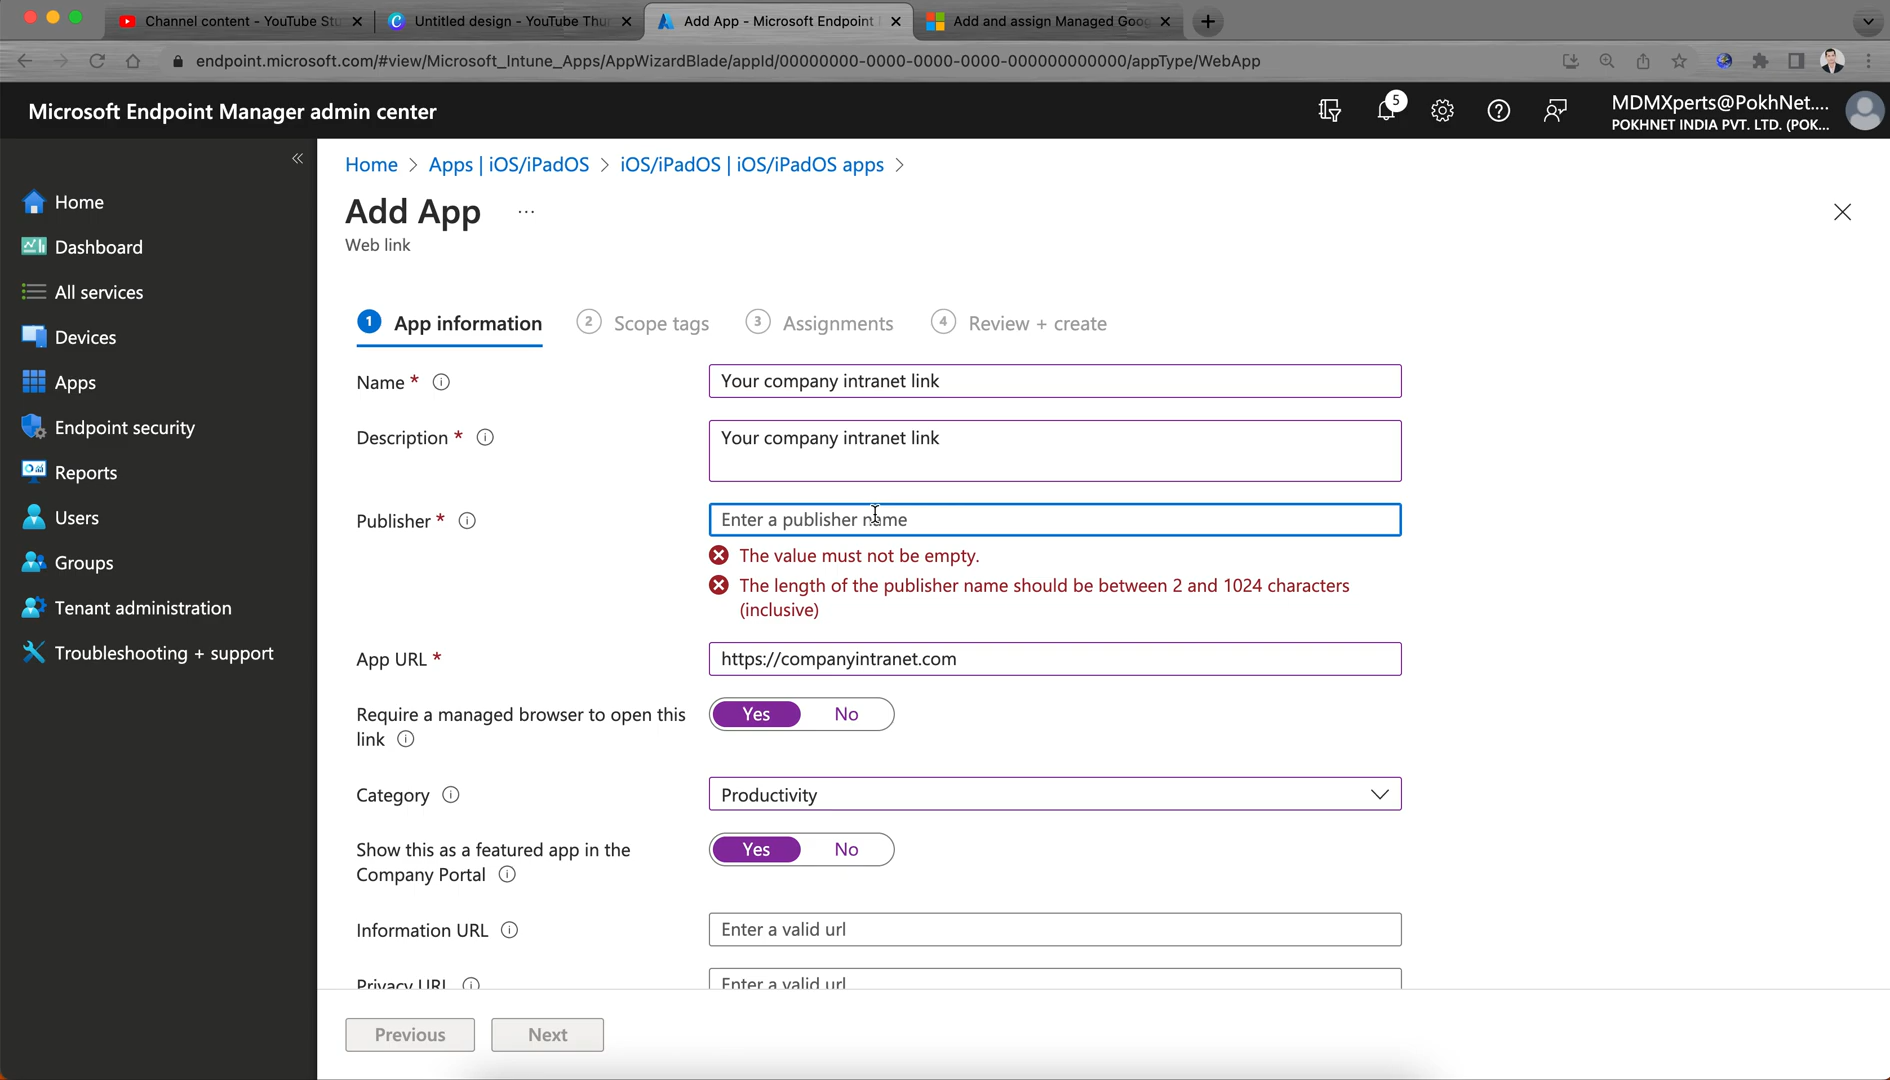 Channel content - YouTube Stu
Untitled design - YouTube Thu
Add App - Microsoft Endpoint
Add and assign Managed Goog
endpoint.microsoft.com/#view/Microsoft_Intune_Apps/AppWizardBlade/appId/00000000-0000-0000-0000-000000000000/appType/WebApp
Microsoft Endpoint Manager admin center
5
MDMXperts@PokhNet....
POKHNET INDIA PVT. LTD. (POK...
Home
Dashboard
All services
Devices
Apps
Endpoint security
Reports
Users
Groups
Tenant administration
Troubleshooting + support
Home > Apps | iOS/iPadOS > iOS/iPadOS | iOS/iPadOS apps >
Add App ...
Web link
1 App information 2 Scope tags 3 Assignments 4 Review + create
Name * Your company intranet link
Description * Your company intranet link
Publisher * Enter a publisher name
The value must not be empty.
The length of the publisher name should be between 2 and 1024 characters
(inclusive)
App URL * https://companyintranet.com
Require a managed browser to open this
link
Yes No
Category Productivity
Show this as a featured app in the
Company Portal
Yes No
Information URL Enter a valid url
Privacy URL Enter a valid url
Previous Next